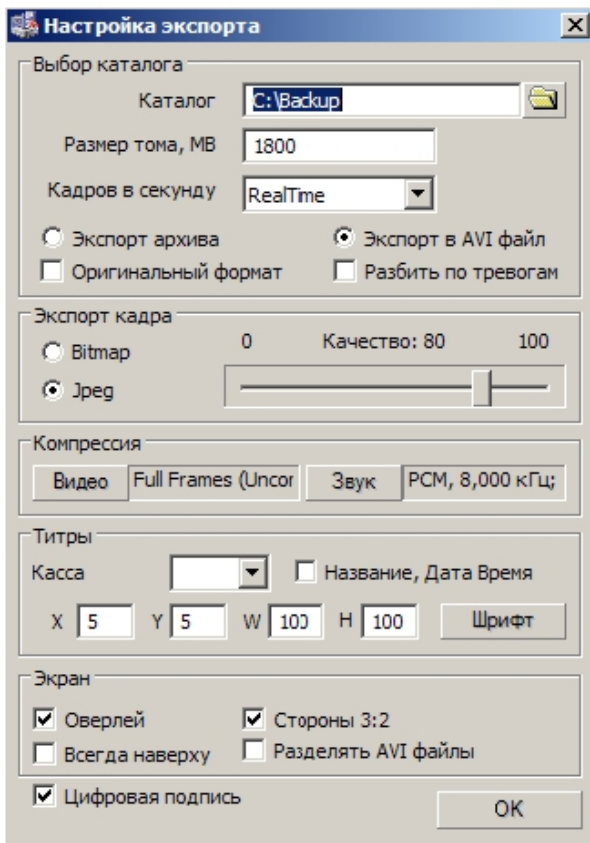 Настройка экспорта
Выбор каталога
Каталог C:\Backup
Размер тома, MB 1800
Кадров в секунду RealTime
Экспорт архива Экспорт в AVI файл
Оригинальный формат Разбить по тревогам
Экспорт кадра
Bitmap 0 Качество: 80 100
Jpeg
Компрессия
Видео Full Frames (Uncor Звук PCM, 8,000 кГц;
Титры
Касса Название, Дата Время
X 5 Y 5 W 100 H 100 Шрифт
Экран
Оверлей Стороны 3:2
Всегда наверху Разделять AVI файлы
Цифровая подпись OK